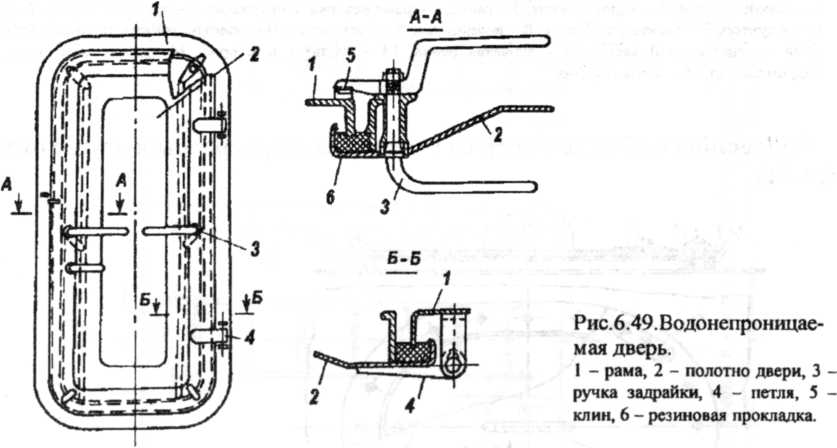 1
2
А
А
3
Б
Б
4
А-А
1
5
2
6
3
Б-Б
1
2
4
Рис.6.49.Водонепроницае-
мая дверь.
1 – рама, 2 – полотно двери, 3 –
ручка задрайки, 4 – петля, 5 –
клин, 6 – резиновая прокладка.